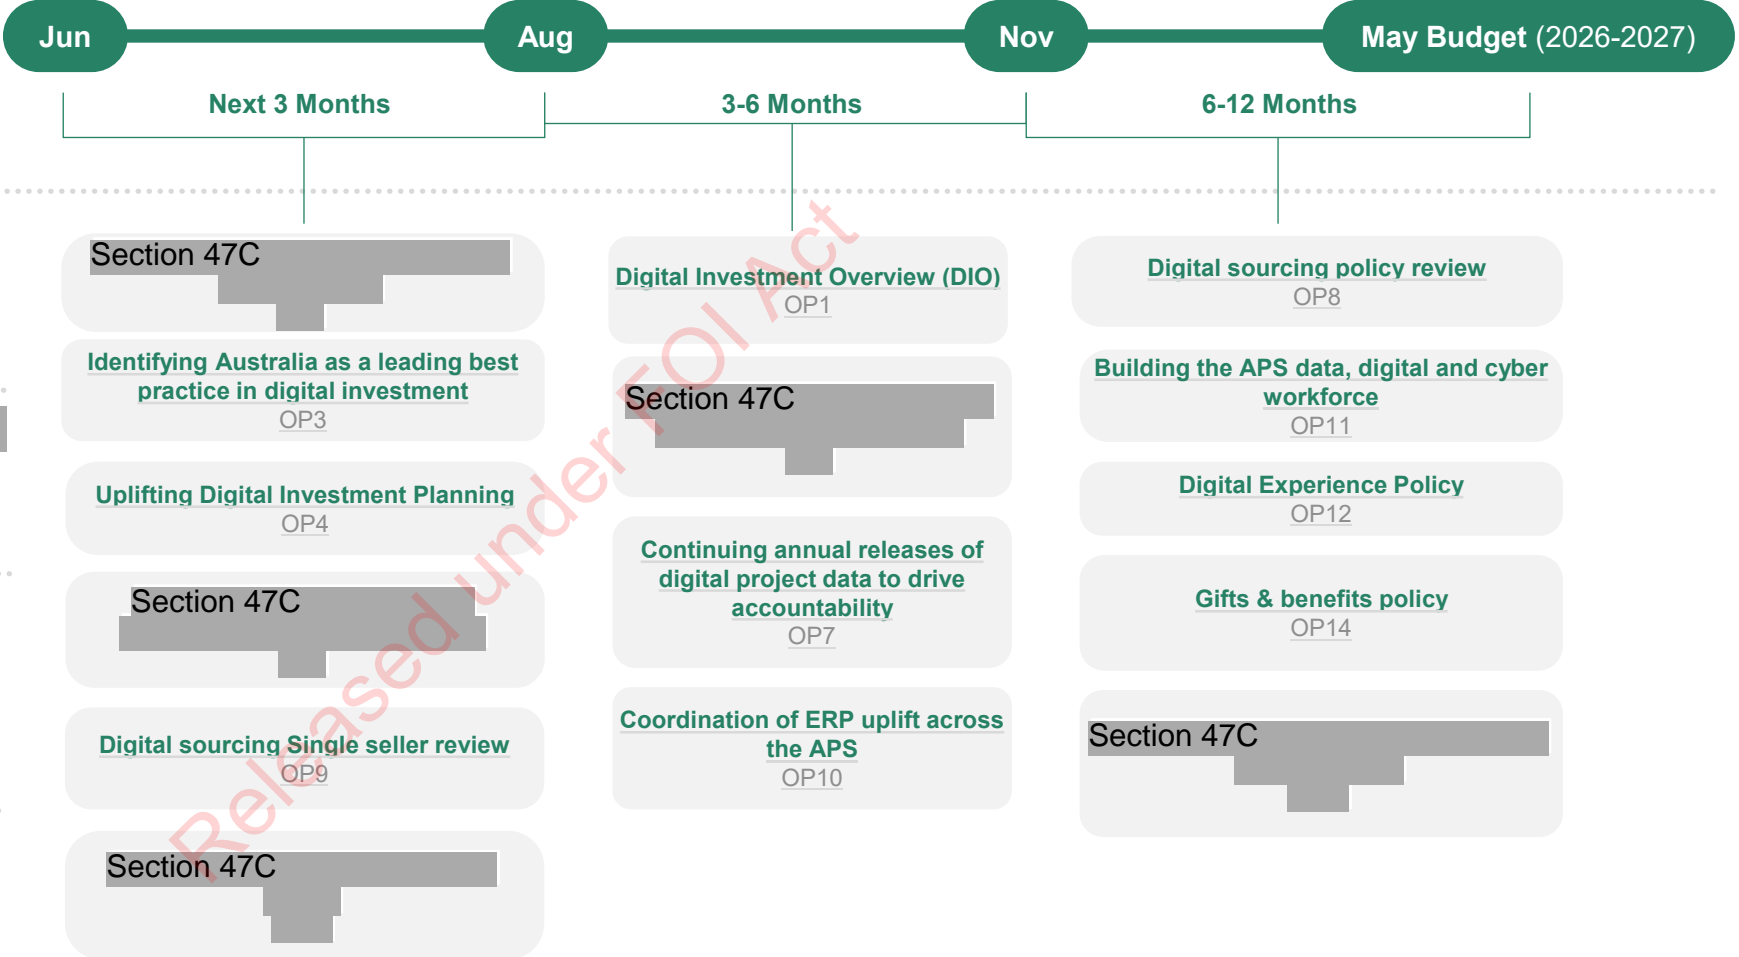 Jun
Aug
Nov
May Budget (2026-2027)
Next 3 Months
3-6 Months
6-12 Months
Section 47C
Identifying Australia as a leading best
practice in digital investment
OP3
Uplifting Digital Investment Planning
OP4
Section 47C
Digital sourcing Single seller review
OP9
Section 47C
Digital Investment Overview (DIO)
OP1
Section 47C
Continuing annual releases of
digital project data to drive
accountability
OP7
Coordination of ERP uplift across
the APS
OP10
Digital sourcing policy review
OP8
Building the APS data, digital and cyber
workforce
OP11
Digital Experience Policy
OP12
Gifts & benefits policy
OP14
Section 47C
Released under FOI Act